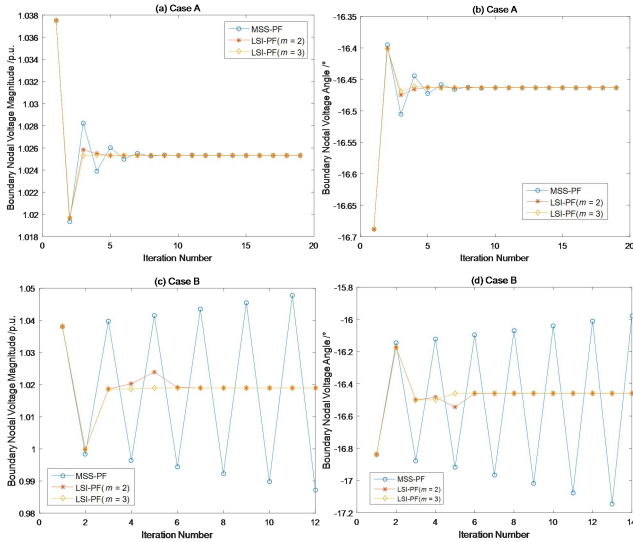 (a) Case A
Boundary Nodal Voltage Magnitude /p.u.
1.038
1.036
1.034
1.032
1.03
1.028
1.026
1.024
1.022
1.02
1.018
0
5
10
15
20
Iteration Number
MSS-PF
LSI-PF(m = 2)
LSI-PF(m = 3)
(b) Case A
Boundary Nodal Voltage Angle /°
-16.35
-16.4
-16.45
-16.5
-16.55
-16.6
-16.65
-16.7
0
5
10
15
20
Iteration Number
MSS-PF
LSI-PF(m = 2)
LSI-PF(m = 3)
(c) Case B
Boundary Nodal Voltage Magnitude /p.u.
1.05
1.04
1.03
1.02
1.01
1
0.99
0.98
0
2
4
6
8
10
12
Iteration Number
MSS-PF
LSI-PF(m = 2)
LSI-PF(m = 3)
(d) Case B
Boundary Nodal Voltage Angle /°
-15.8
-16
-16.2
-16.4
-16.6
-16.8
-17
-17.2
0
2
4
6
8
10
12
14
Iteration Number
MSS-PF
LSI-PF(m = 2)
LSI-PF(m = 3)